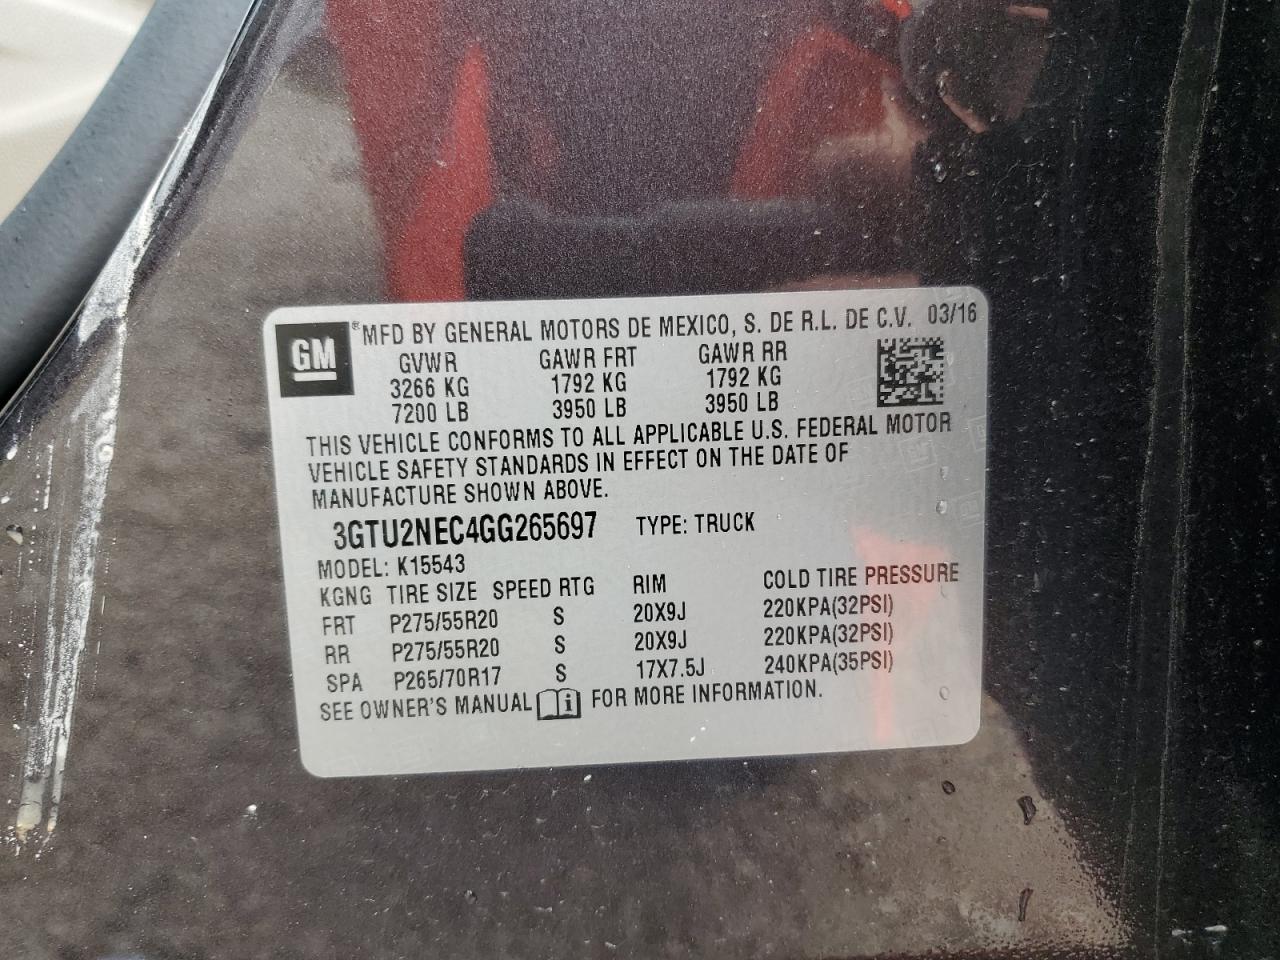 GM ® MFD BY GENERAL MOTORS DE MEXICO, S. DE R.L. DE C.V. 03/16
GVWR GAWR FRT GAWR RR
3266 KG 1792 KG 1792 KG
7200 LB 3950 LB 3950 LB
THIS VEHICLE CONFORMS TO ALL APPLICABLE U.S. FEDERAL MOTOR
VEHICLE SAFETY STANDARDS IN EFFECT ON THE DATE OF
MANUFACTURE SHOWN ABOVE.
3GTU2NEC4GG265697 TYPE: TRUCK
MODEL: K15543
KGNG TIRE SIZE SPEED RTG RIM COLD TIRE PRESSURE
FRT P275/55R20 S 20X9J 220KPA(32PSI)
RR P275/55R20 S 20X9J 220KPA(32PSI)
SPA P265/70R17 S 17X7.5J 240KPA(35PSI)
SEE OWNER'S MANUAL i FOR MORE INFORMATION.